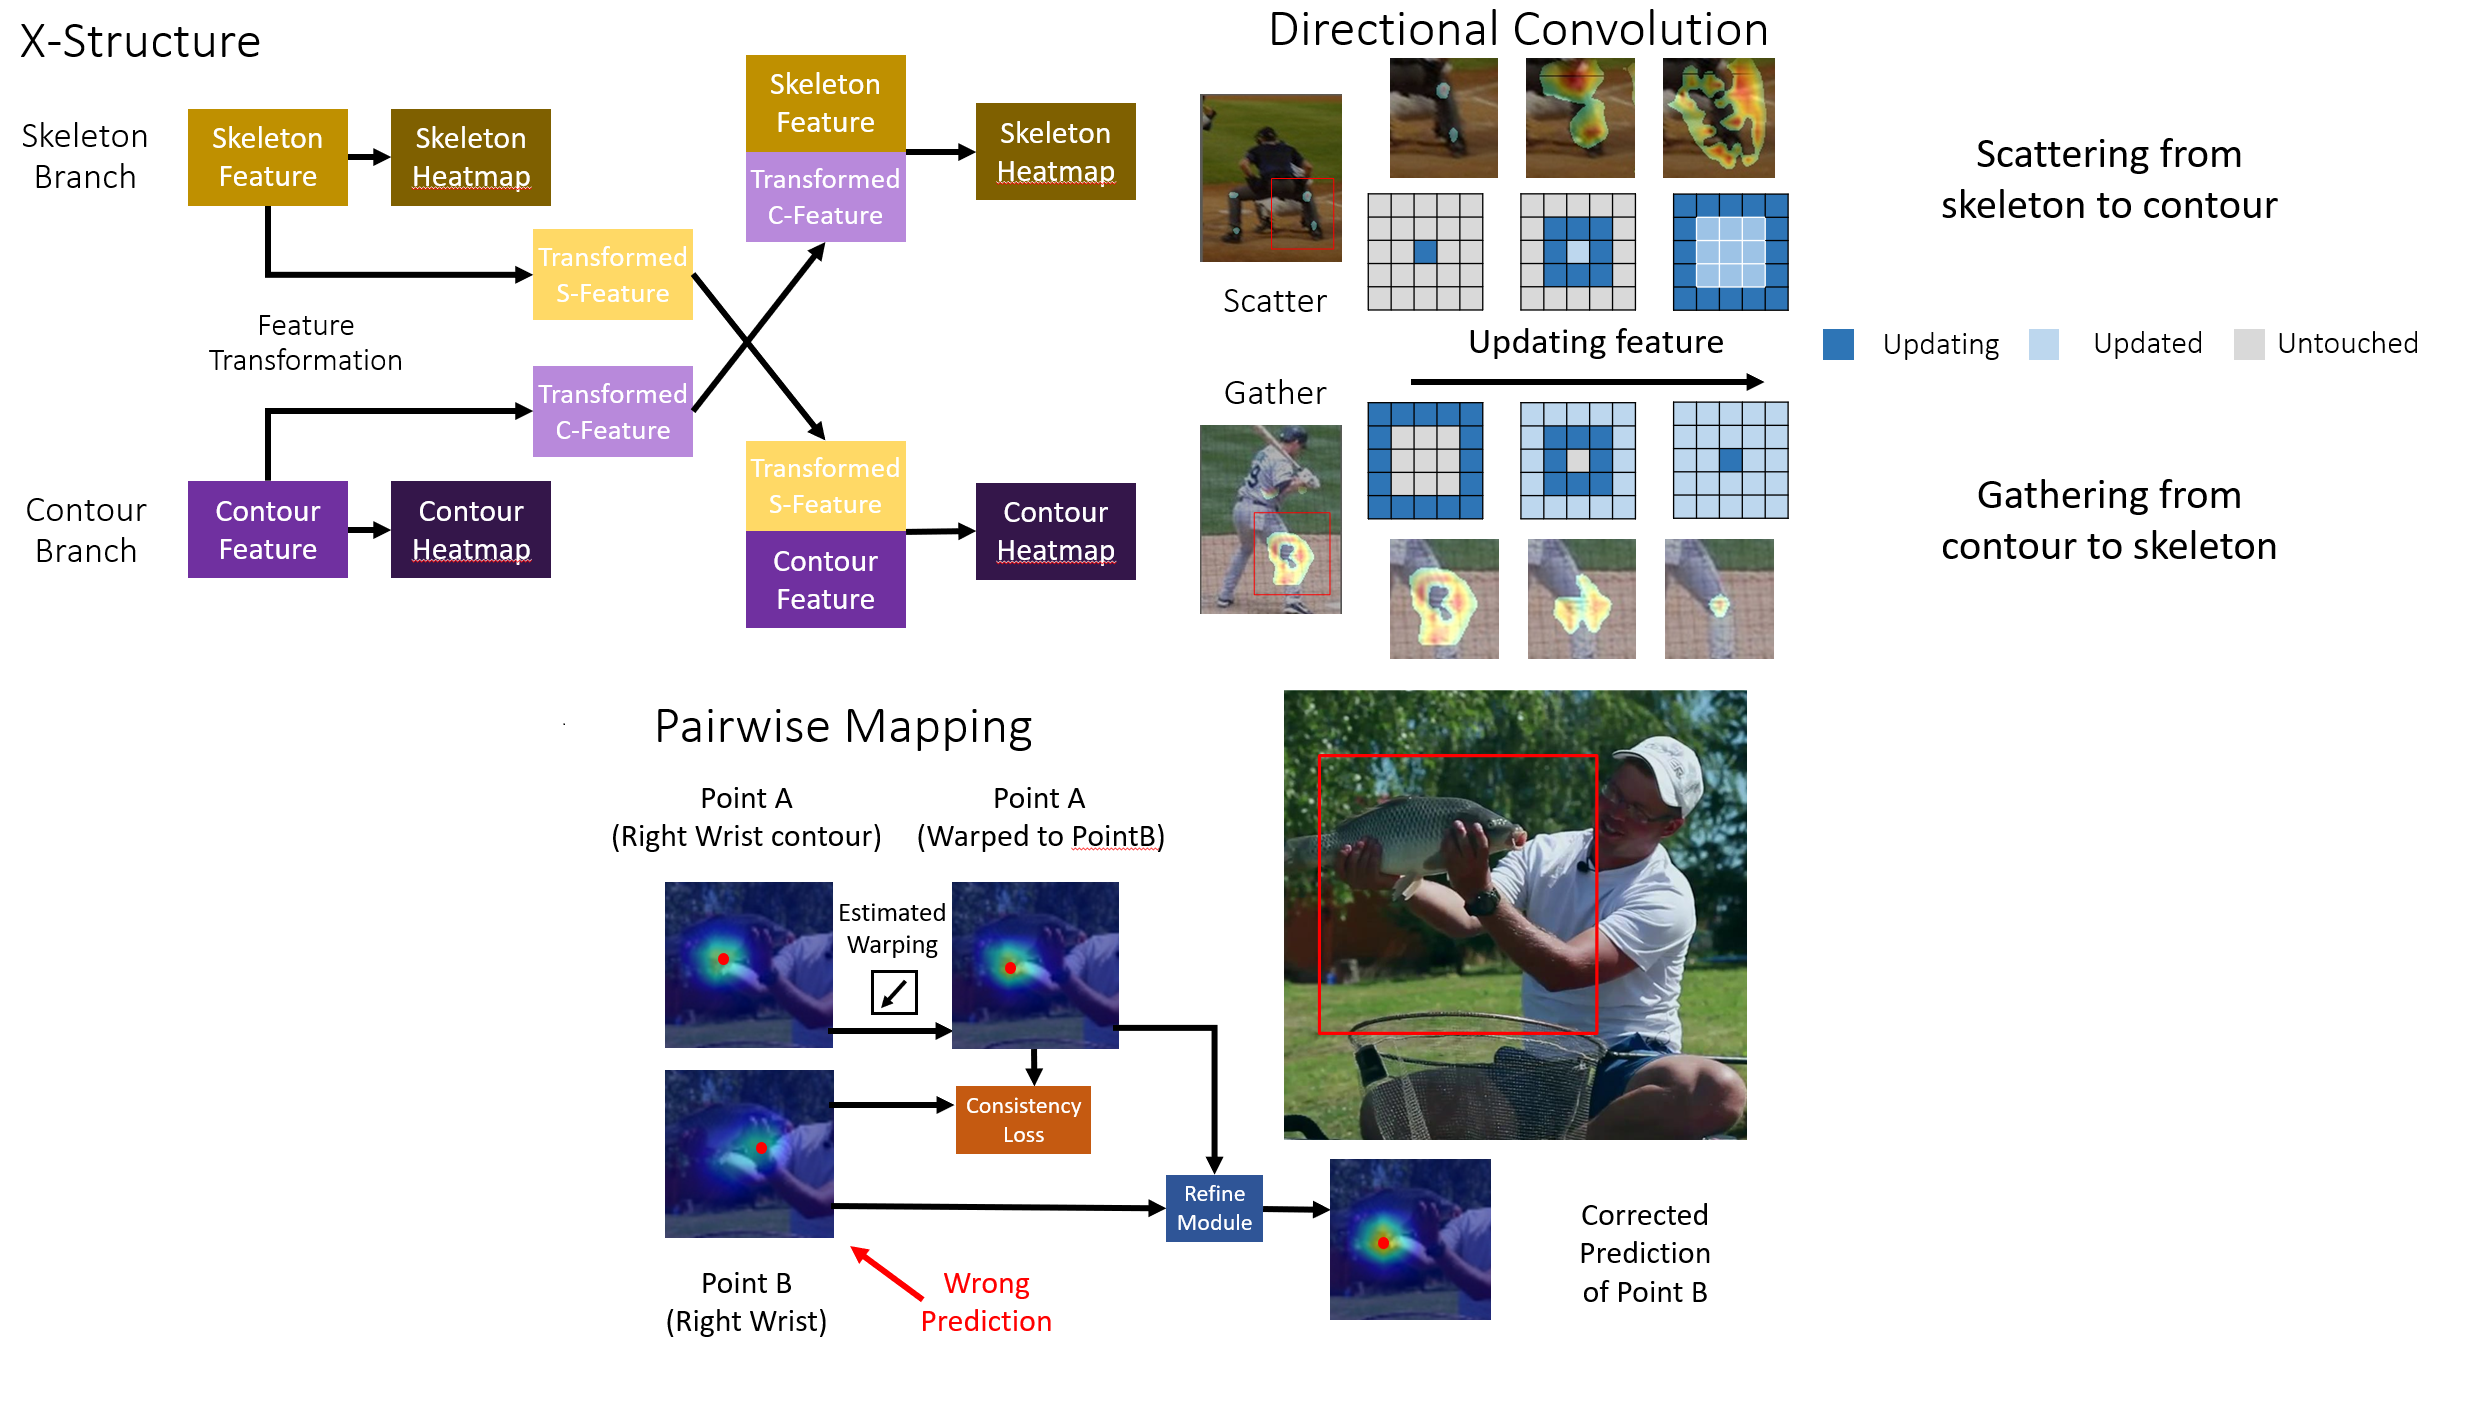 X-Structure
Skeleton
Branch
Skeleton
Feature
Skeleton
Heatmap
Transformed
S-Feature
Feature
Transformation
Transformed
C-Feature
Contour
Branch
Contour
Feature
Contour
Heatmap
Skeleton
Feature
Transformed
C-Feature
Skeleton
Heatmap
Transformed
S-Feature
Contour
Feature
Contour
Heatmap
Directional Convolution
Scatter
Scattering from
skeleton to contour
Updating feature
Updating
Updated
Untouched
Gather
Gathering from
contour to skeleton
Pairwise Mapping
Point A
(Right Wrist contour)
Point A
(Warped to PointB)
Estimated
Warping
Consistency
Loss
Refine
Module
Point B
(Right Wrist)
Wrong
Prediction
Corrected
Prediction
of Point B